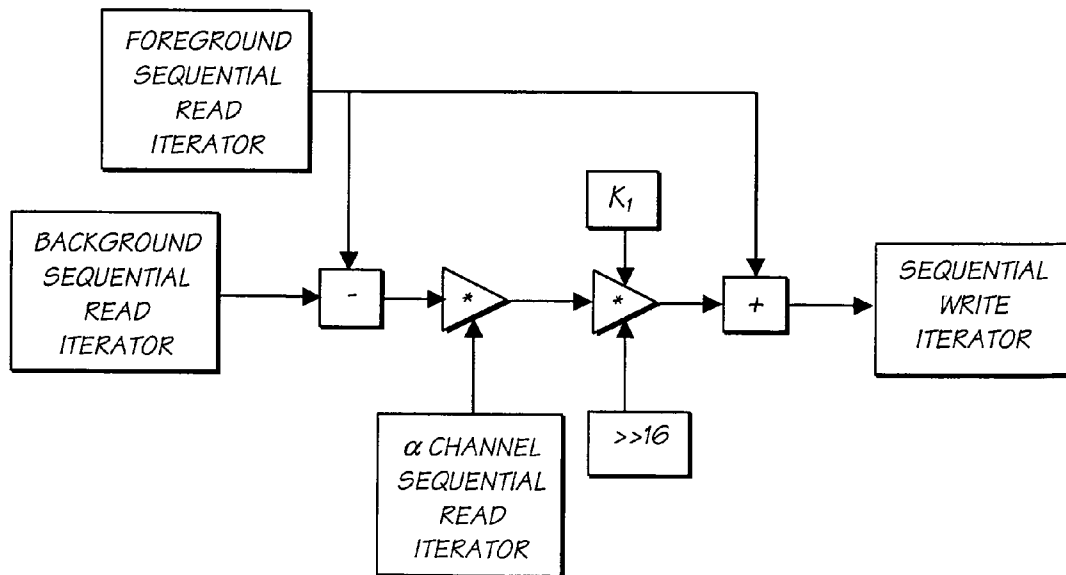 FOREGROUND
SEQUENTIAL
READ
ITERATOR
K1
BACKGROUND
SEQUENTIAL
READ
ITERATOR
-
*
*
+
SEQUENTIAL
WRITE
ITERATOR
α CHANNEL
SEQUENTIAL
READ
ITERATOR
>>16